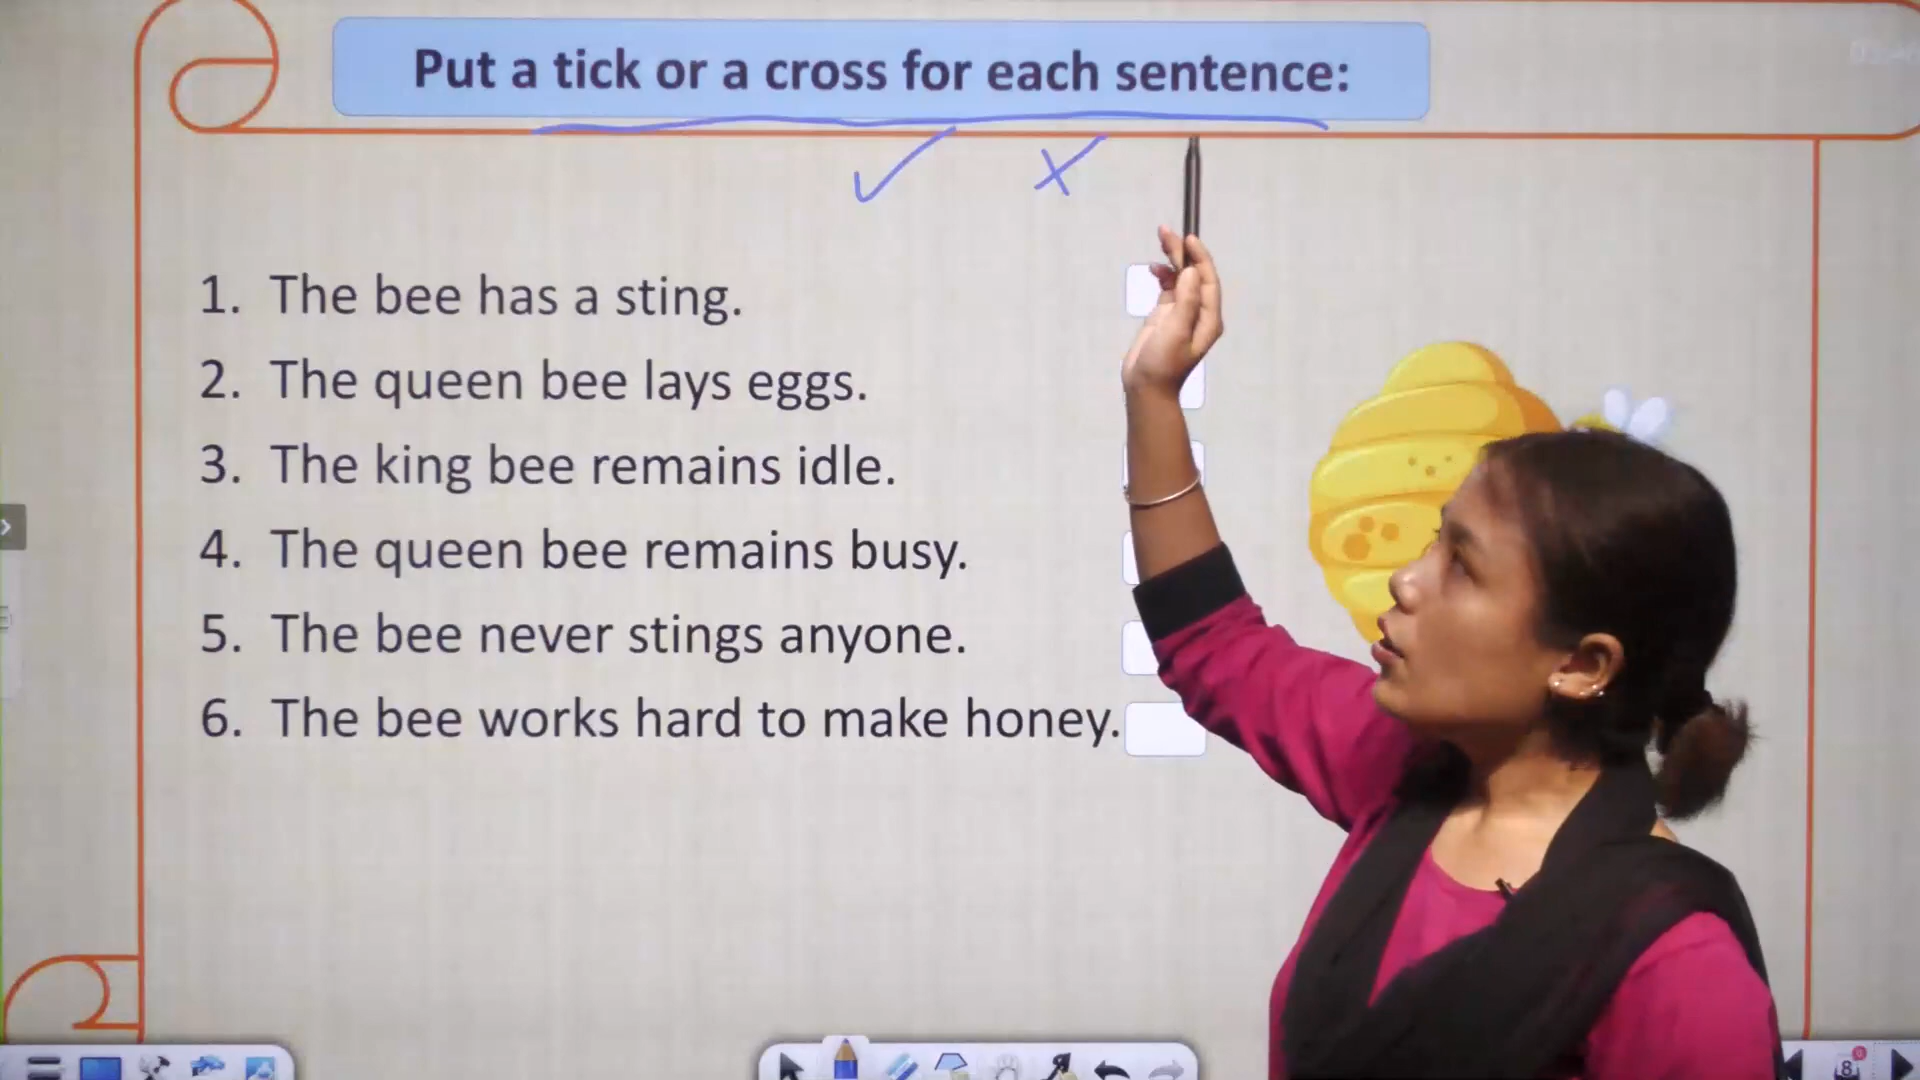 Put a tick or a cross for each sentence:
✓ ✗
1. The bee has a sting.
2. The queen bee lays eggs.
3. The king bee remains idle.
4. The queen bee remains busy.
5. The bee never stings anyone.
6. The bee works hard to make honey.
8